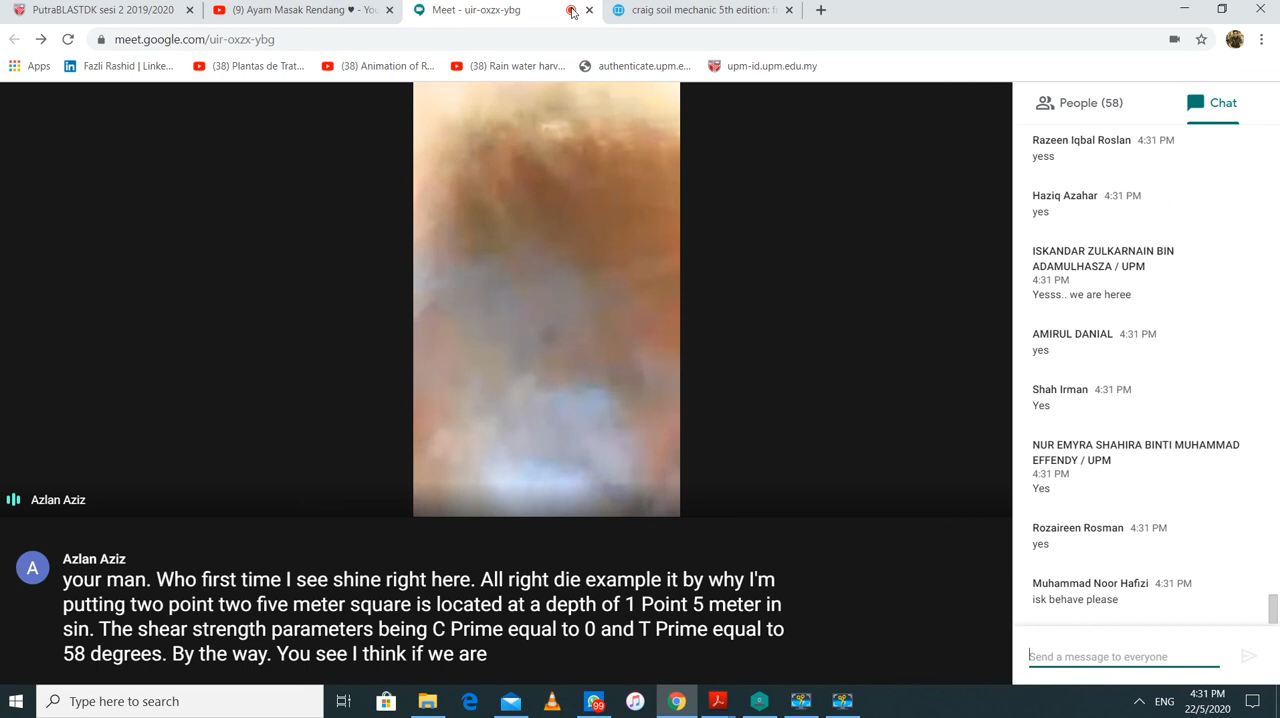 PutraBLASTDK sesi 2 2019/2020
(9) Ayam Masak Rendang ♥ - You
Meet - uir-oxzx-ybg
craig soil mechanic 5th edition: f
meet.google.com/uir-oxzx-ybg
Apps
Fazli Rashid | Linke...
(38) Plantas de Trat...
(38) Animation of R...
(38) Rain water harv...
authenticate.upm.e...
upm-id.upm.edu.my
People (58)
Chat
Razeen Iqbal Roslan 4:31 PM
yess
Haziq Azahar 4:31 PM
yes
ISKANDAR ZULKARNAIN BIN
ADAMULHASZA / UPM
4:31 PM
Yesss.. we are heree
AMIRUL DANIAL 4:31 PM
yes
Shah Irman 4:31 PM
Yes
NUR EMYRA SHAHIRA BINTI MUHAMMAD
EFFENDY / UPM
4:31 PM
Yes
Rozaireen Rosman 4:31 PM
yes
Muhammad Noor Hafizi 4:31 PM
isk behave please
Send a message to everyone
Azlan Aziz
A
Azlan Aziz
your man. Who first time I see shine right here. All right die example it by why I'm
putting two point two five meter square is located at a depth of 1 Point 5 meter in
sin. The shear strength parameters being C Prime equal to 0 and T Prime equal to
58 degrees. By the way. You see I think if we are
Type here to search
99
ENG
4:31 PM
22/5/2020